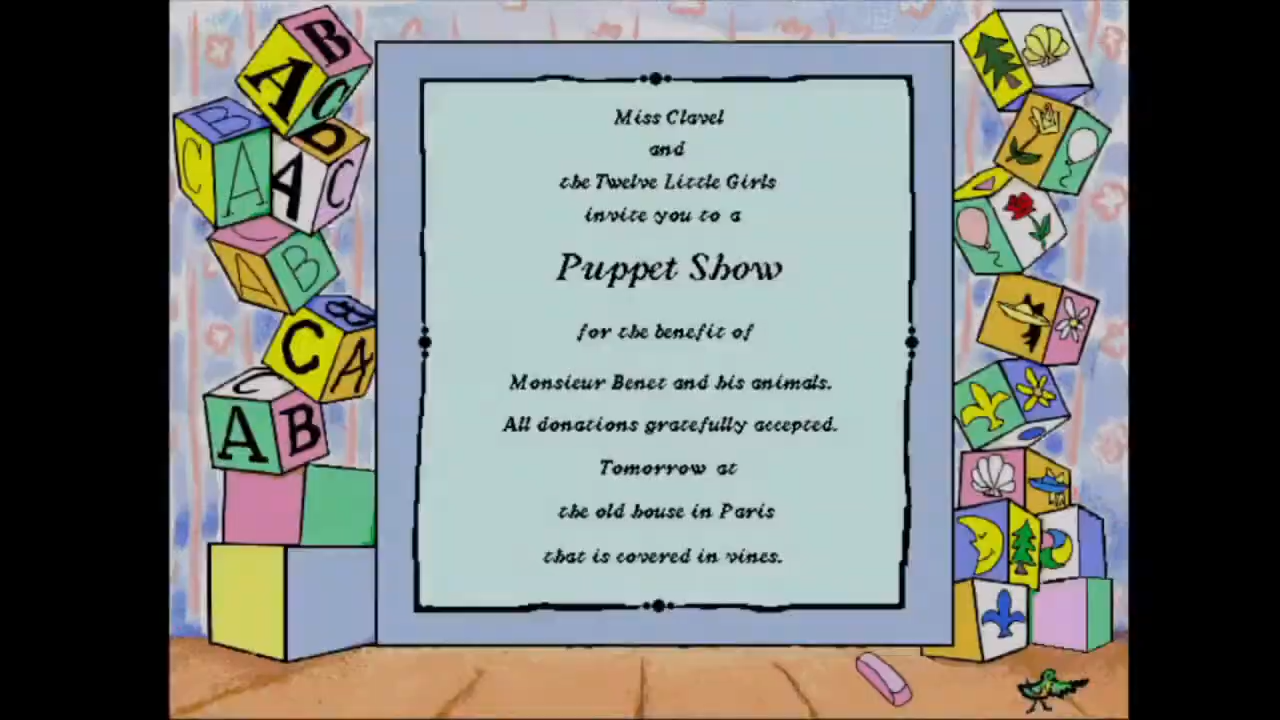 B
A
C
B
C
A
B
A
C
C
A
B
B
C
A
C
A
B
Miss Clavel
and
the Twelve Little Girls
invite you to a
Puppet Show
for the benefit of
Monsieur Benet and his animals.
All donations gratefully accepted.
Tomorrow at
the old house in Paris
that is covered in vines.